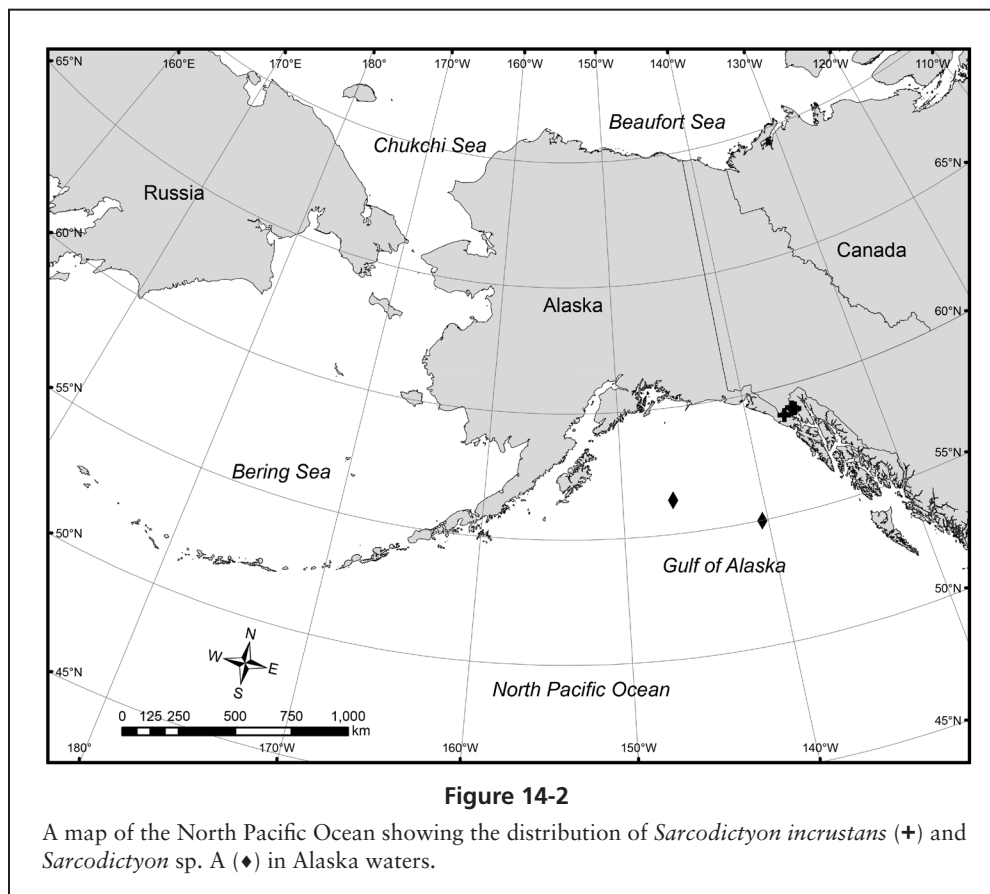 160°E 170°E 180° 170°W 160°W 150°W 140°W 130°W 120°W 110°W
65°N
Beaufort Sea
Chukchi Sea
65°N
Russia
60°N
Canada
Alaska
60°N
55°N
55°N
Bering Sea
50°N
Gulf of Alaska
50°N
N
W E
S
45°N
North Pacific Ocean
0 125 250 500 750 1,000
km
45°N
180° 170°W 160°W 150°W 140°W
Figure 14-2
A map of the North Pacific Ocean showing the distribution of Sarcodictyon incrustans (+) and
Sarcodictyon sp. A (♦) in Alaska waters.